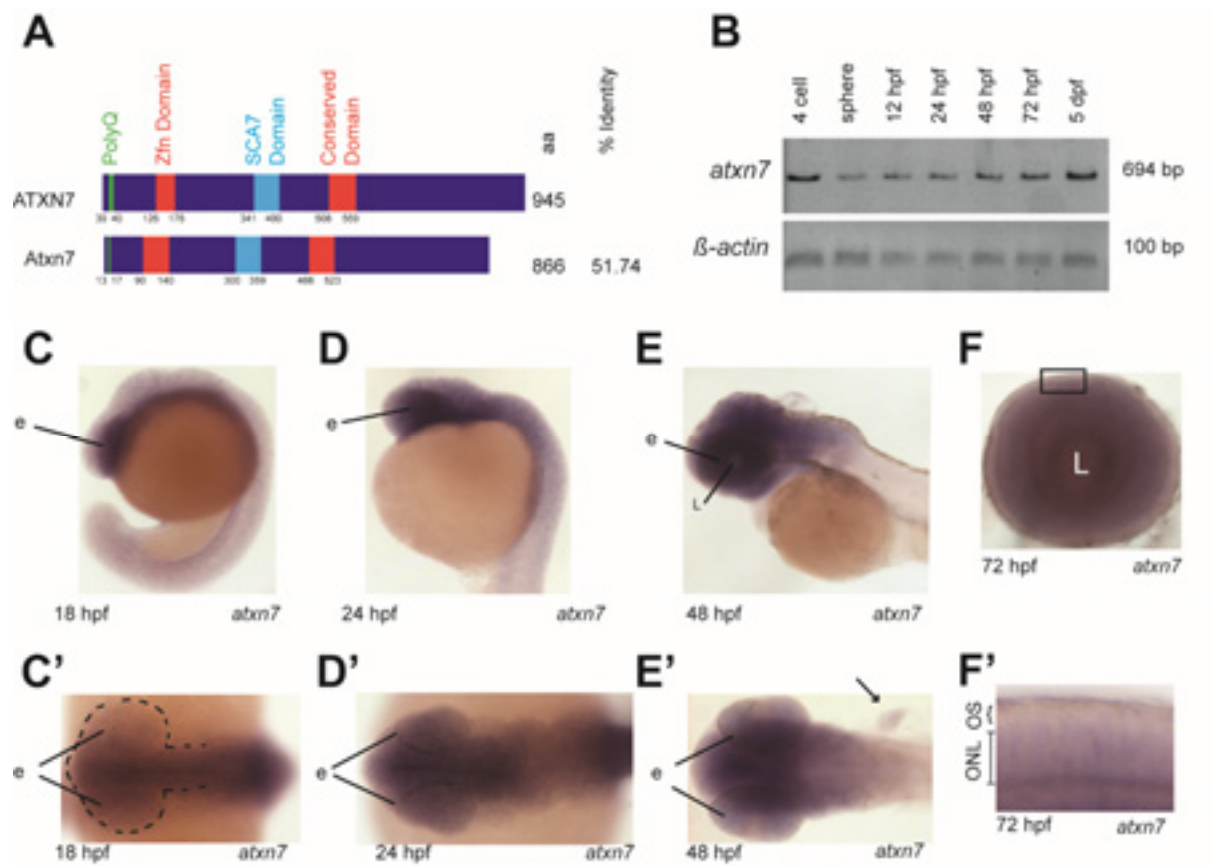 A
PolyQ
Zfn Domain
SCA7
Domain
Conserved
Domain
aa
% Identity
ATXN7
945
39 40 126 176 341 400 508 559
Atxn7
866
51.74
13 17 90 140 300 359 466 523
B
4 cell
sphere
12 hpf
24 hpf
48 hpf
72 hpf
5 dpf
atxn7
694 bp
ß-actin
100 bp
C
e
18 hpf
atxn7
D
e
24 hpf
atxn7
E
e
L
48 hpf
atxn7
F
L
72 hpf
atxn7
C'
e
18 hpf
atxn7
D'
e
24 hpf
atxn7
E'
e
48 hpf
atxn7
F'
OS
ONL
72 hpf
atxn7